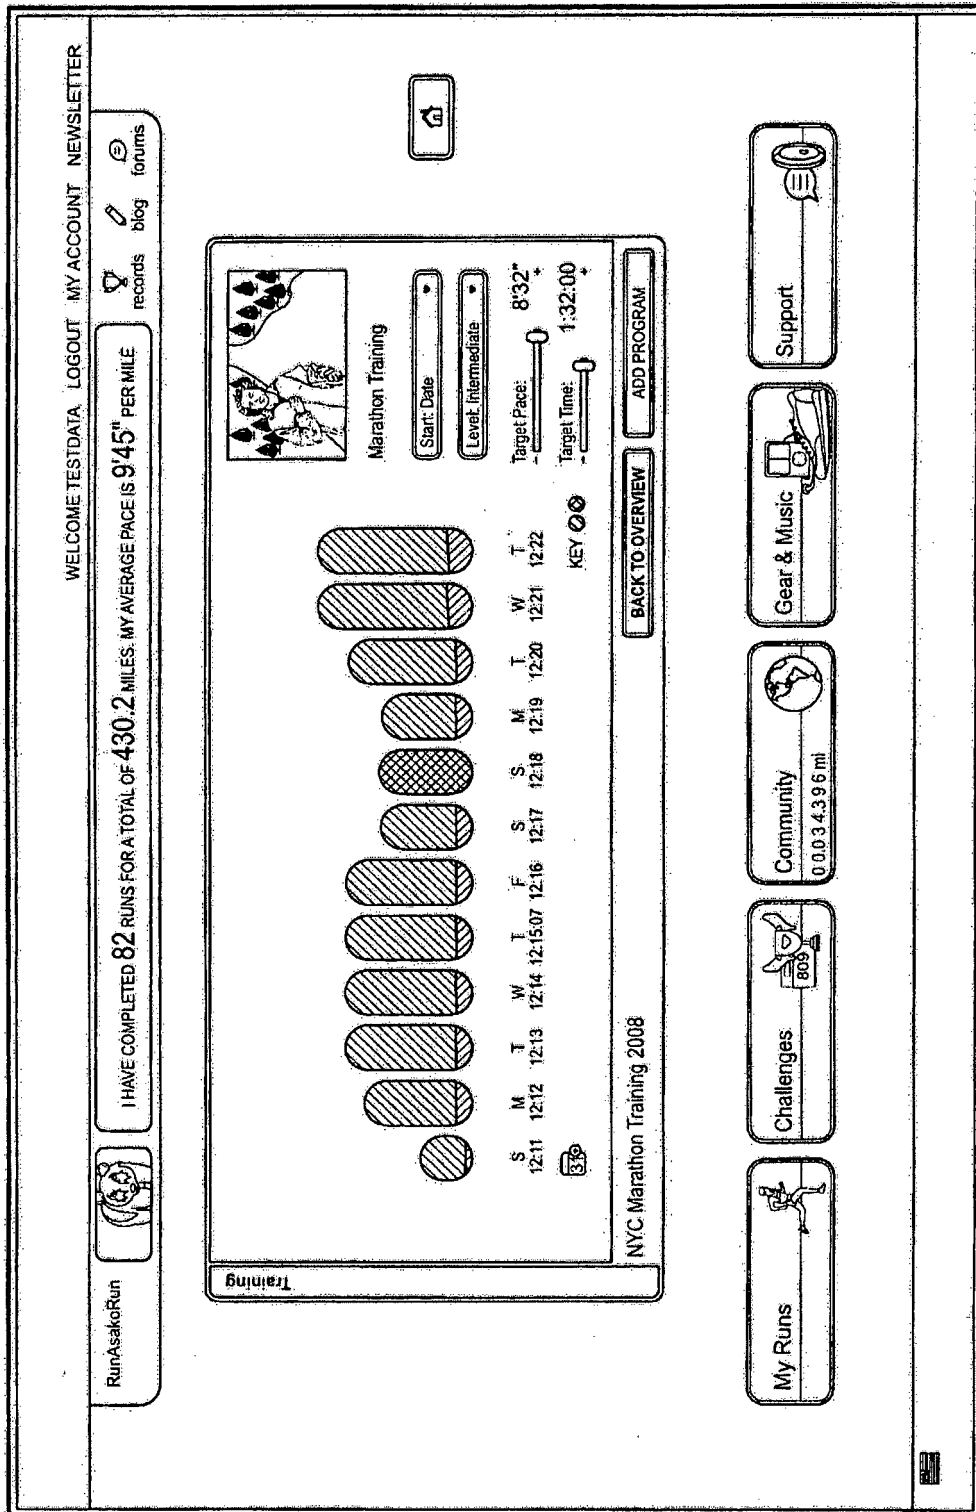 WELCOME TESTDATA, LOGOUT MY ACCOUNT NEWSLETTER
RunAsakoRun
I HAVE COMPLETED 82 RUNS FOR A TOTAL OF 430.2 MILES. MY AVERAGE PACE IS 9'45" PER MILE
records
blog
forums
Training
S M T W T F S S M T W T
12:11 12:12 12:13 12:14 12:15:07 12:16 12:17 12:18 12:19 12:20 12:21 12:22
31
KEY
Marathon Training
Start: Date
Level: Intermediate
Target Pace: 8'32"
- +
Target Time: 1:32:00
- +
NYC Marathon Training 2008
BACK TO OVERVIEW
ADD PROGRAM
My Runs
Challenges
809
Community
0 0.0 3 4.3 9 6 mi
Gear & Music
Support